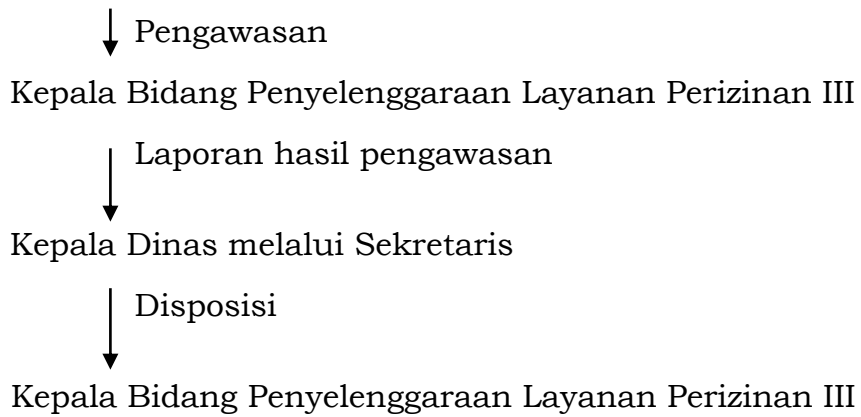 Pengawasan
Kepala Bidang Penyelenggaraan Layanan Perizinan III
Laporan hasil pengawasan
Kepala Dinas melalui Sekretaris
Disposisi
Kepala Bidang Penyelenggaraan Layanan Perizinan III